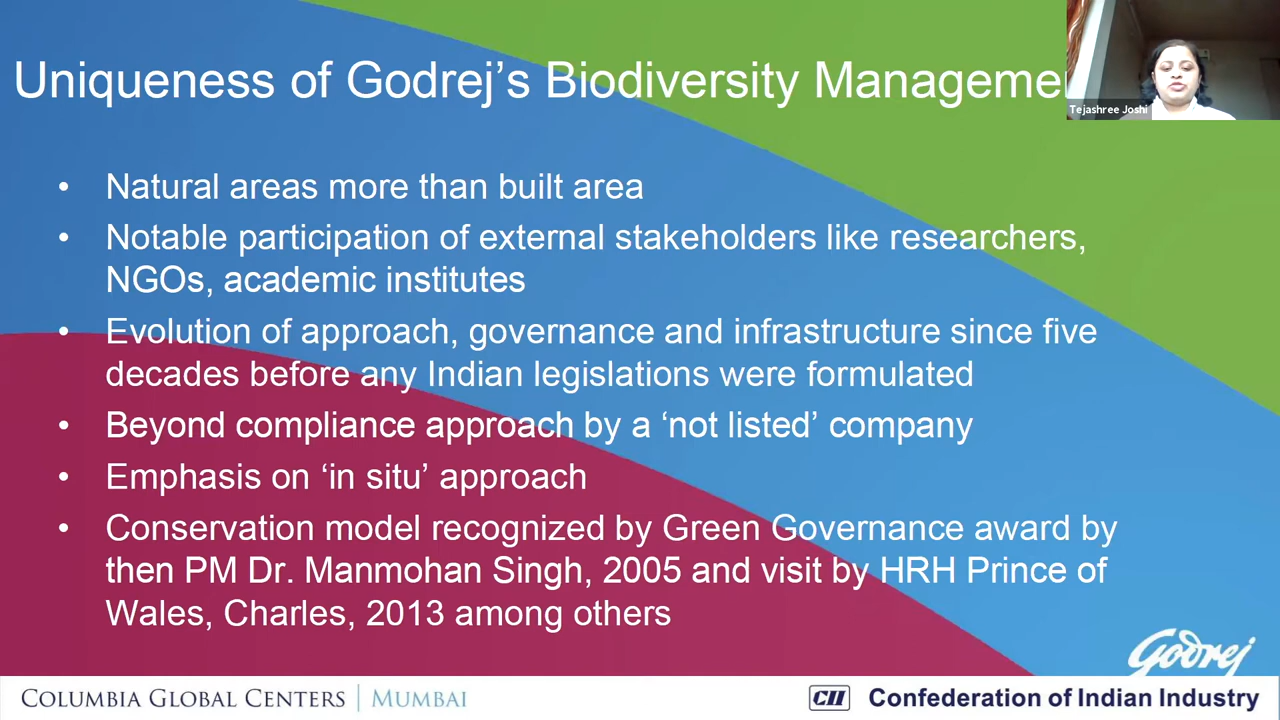 Uniqueness of Godrej's Biodiversity Manageme
Tejashree Joshi
• Natural areas more than built area
• Notable participation of external stakeholders like researchers,
NGOs, academic institutes
• Evolution of approach, governance and infrastructure since five
decades before any Indian legislations were formulated
• Beyond compliance approach by a ‘not listed’ company
• Emphasis on ‘in situ’ approach
• Conservation model recognized by Green Governance award by
then PM Dr. Manmohan Singh, 2005 and visit by HRH Prince of
Wales, Charles, 2013 among others
Godrej
COLUMBIA GLOBAL CENTERS | MUMBAI
CII Confederation of Indian Industry